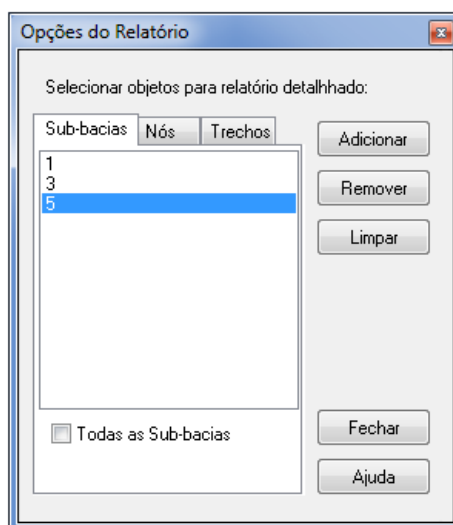 Opções do Relatório
Selecionar objetos para relatório detalhhado:
Sub-bacias Nós Trechos
Adicionar
1
3
Remover
5
Limpar
Todas as Sub-bacias
Fechar
Ajuda